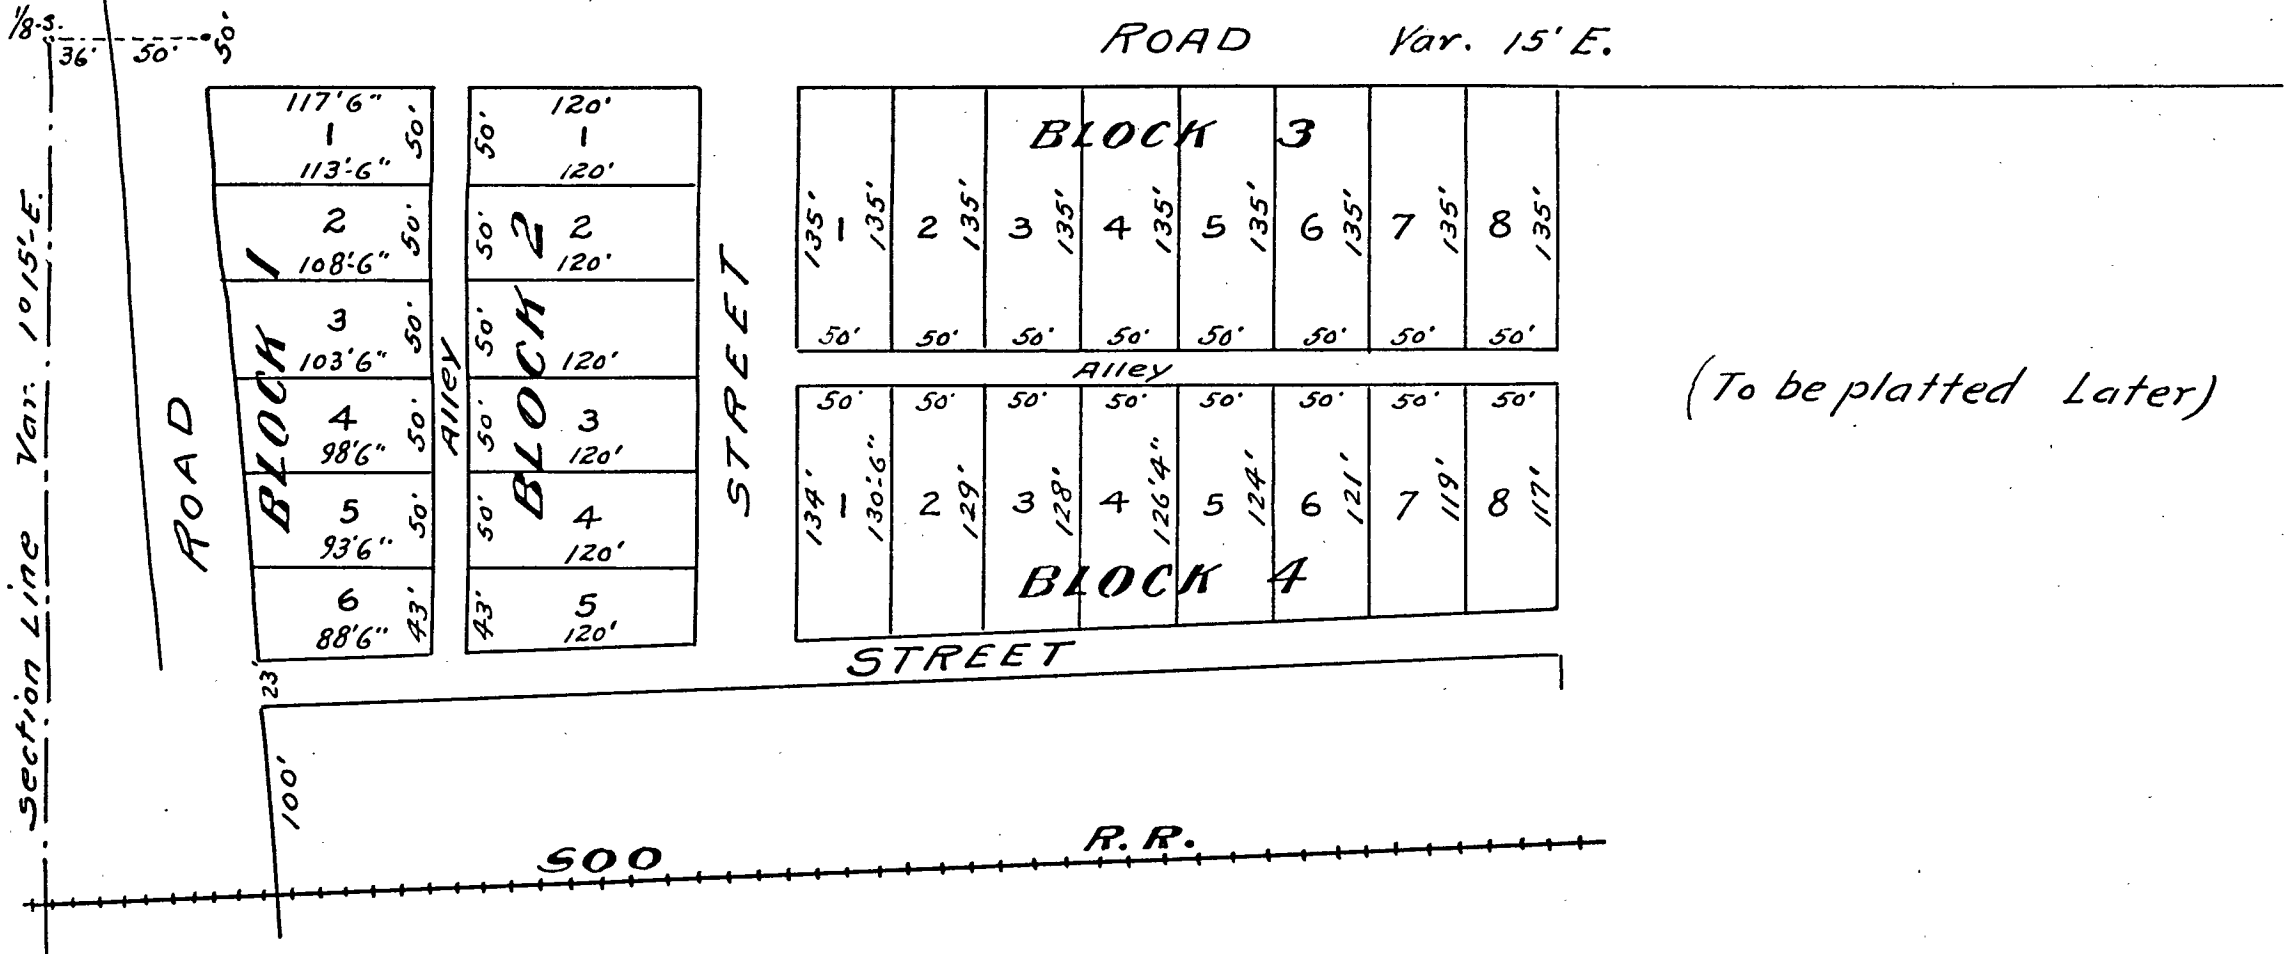 1/8-S.
36' 50' 50'
ROAD Var. 15' E.
Section Line Var. 1° 15'-E.
ROAD
BLOCK 1
117'6"
1 50'
113'-6"
2 50'
108'-6"
3 50'
103'6"
4 50'
98'6"
5 50'
93'6"
6 43'
88'6"
23'
100'
Alley
BLOCK 2
120'
50' 1
120'
50' 2
120'
50'
120'
50' 3
120'
50' 4
120'
43' 5
120'
STREET
BLOCK 3
135' 1 135' 2 135' 3 135' 4 135' 5 135' 6 135' 7 135' 8 135'
50' 50' 50' 50' 50' 50' 50' 50'
Alley
50' 50' 50' 50' 50' 50' 50' 50'
134' 1 130'-6" 2 129' 3 128' 4 126'4" 5 124' 6 121' 7 119' 8 117'
BLOCK 4
STREET
(To be platted Later)
SOO R.R.